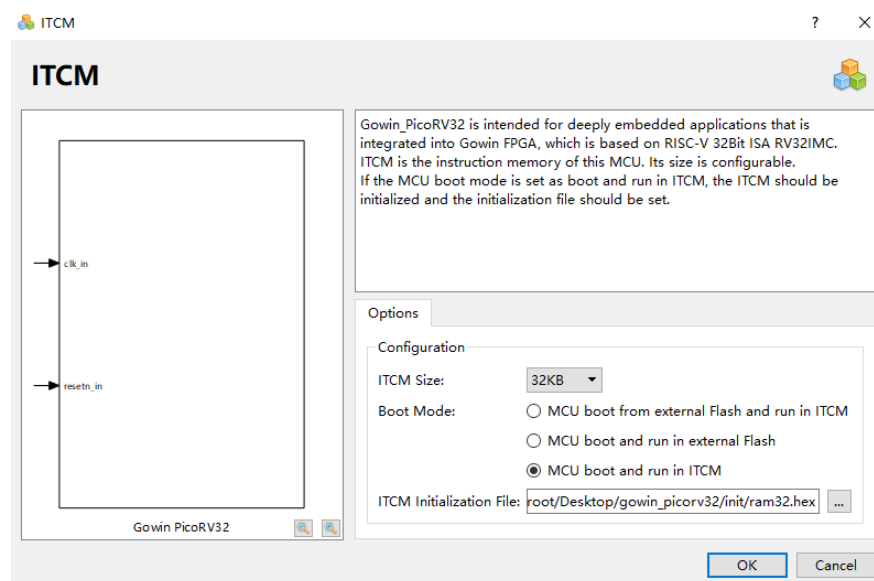 ITCM
?
ITCM
clk_in
resetn_in
Gowin PicoRV32
Gowin_PicoRV32 is intended for deeply embedded applications that is
integrated into Gowin FPGA, which is based on RISC-V 32Bit ISA RV32IMC.
ITCM is the instruction memory of this MCU. Its size is configurable.
If the MCU boot mode is set as boot and run in ITCM, the ITCM should be
initialized and the initialization file should be set.
Options
Configuration
ITCM Size: 32KB
Boot Mode: MCU boot from external Flash and run in ITCM
MCU boot and run in external Flash
MCU boot and run in ITCM
ITCM Initialization File: root/Desktop/gowin_picorv32/init/ram32.hex ...
OK Cancel